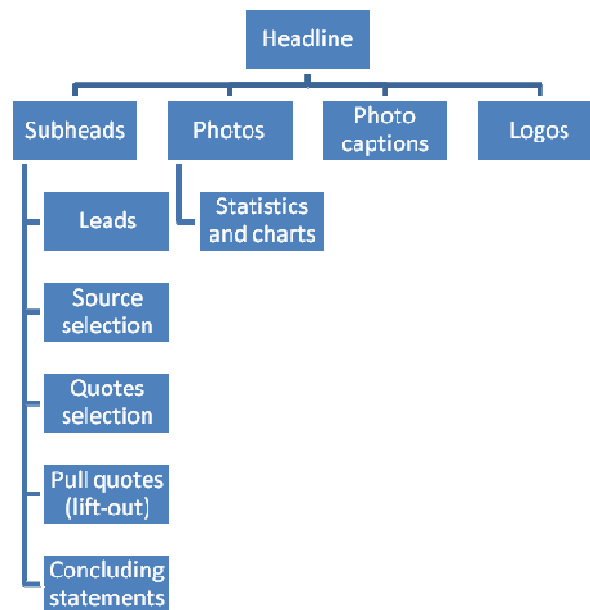 Headline
Subheads
Photos
Photo
captions
Logos
Leads
Statistics
and charts
Source
selection
Quotes
selection
Pull quotes
(lift-out)
Concluding
statements